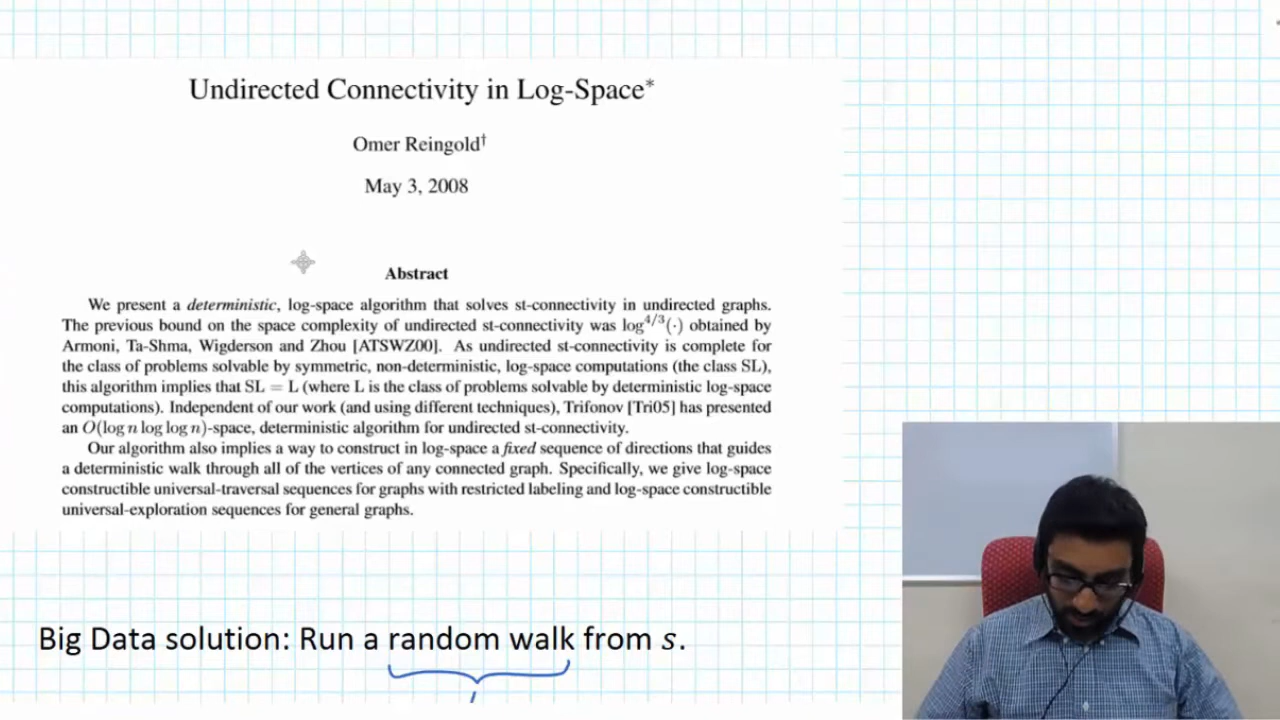 Undirected Connectivity in Log-Space*
Omer Reingold†
May 3, 2008
Abstract
We present a deterministic, log-space algorithm that solves st-connectivity in undirected graphs.
The previous bound on the space complexity of undirected st-connectivity was log^{4/3}(·) obtained by
Armoni, Ta-Shma, Wigderson and Zhou [ATSWZ00]. As undirected st-connectivity is complete for
the class of problems solvable by symmetric, non-deterministic, log-space computations (the class SL),
this algorithm implies that SL = L (where L is the class of problems solvable by deterministic log-space
computations). Independent of our work (and using different techniques), Trifonov [Tri05] has presented
an O(log n log log n)-space, deterministic algorithm for undirected st-connectivity.
Our algorithm also implies a way to construct in log-space a fixed sequence of directions that guides
a deterministic walk through all of the vertices of any connected graph. Specifically, we give log-space
constructible universal-traversal sequences for graphs with restricted labeling and log-space constructible
universal-exploration sequences for general graphs.
Big Data solution: Run a random walk from s.